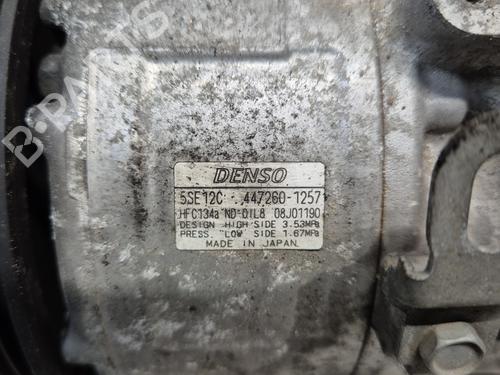 DENSO
5SE12C 447260-1257
HFC134a ND-OIL8 08J01190
DESIGN HIGH SIDE 3.53MPa
PRESS. LOW SIDE 1.67MPa
MADE IN JAPAN
B-PARTS